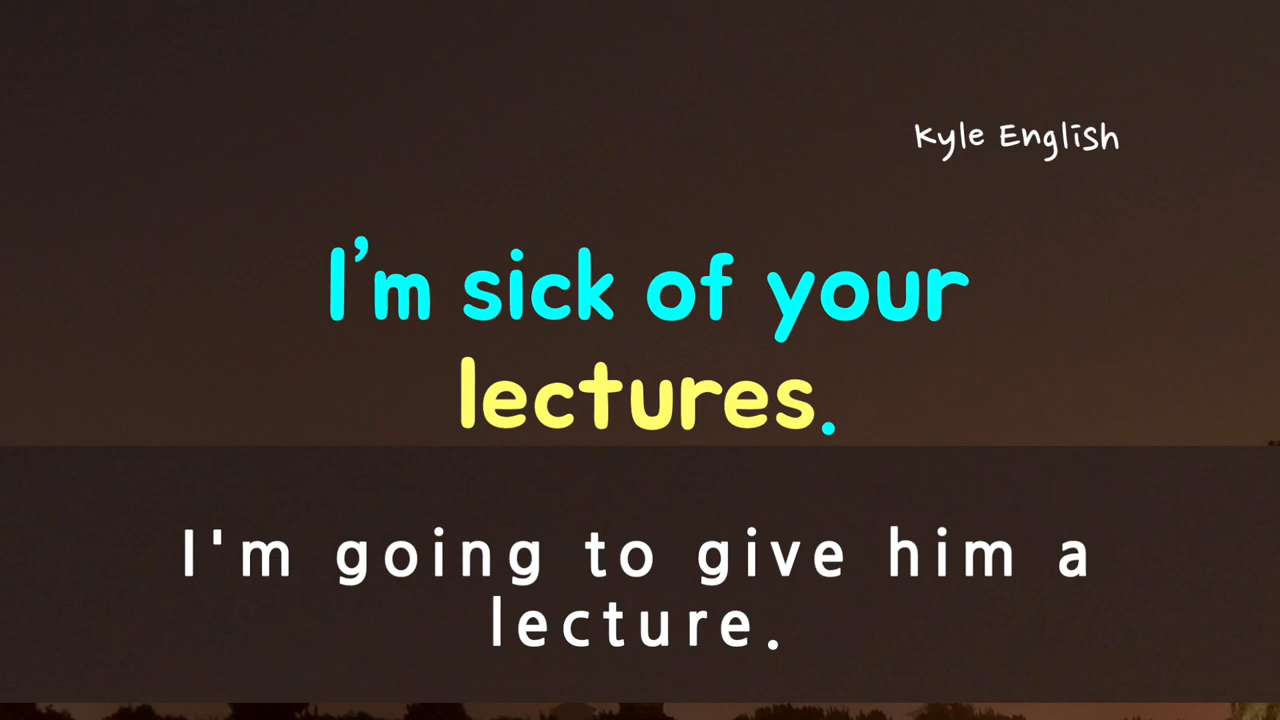 Kyle English
I’m sick of your
lectures.
I'm going to give him a
lecture.